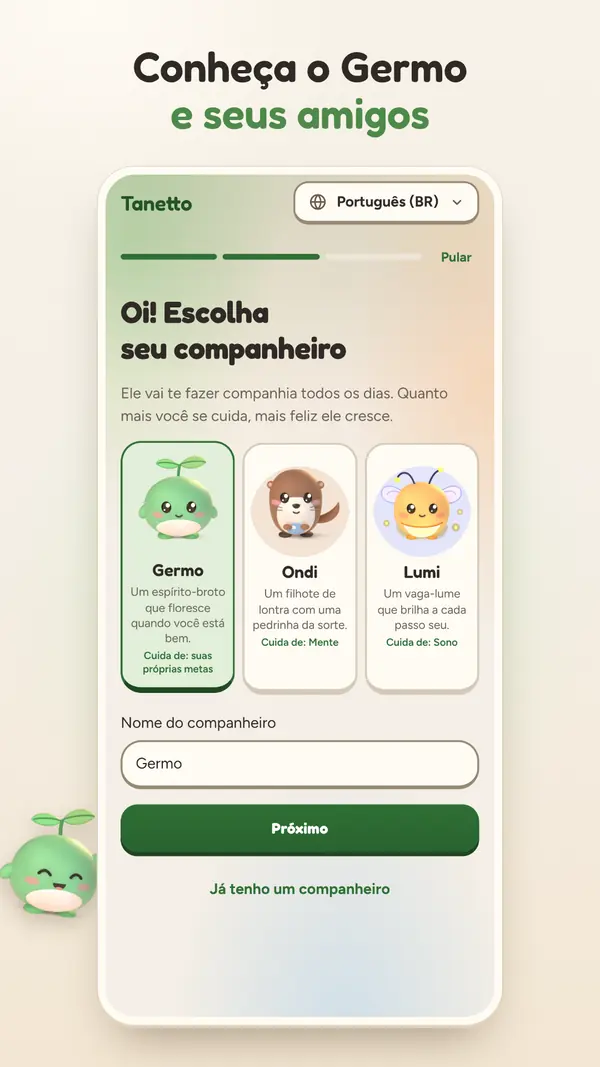 Conheça o Germo
e seus amigos
Tanetto
Português (BR)
Pular
Oi! Escolha
seu companheiro
Ele vai te fazer companhia todos os dias. Quanto
mais você se cuida, mais feliz ele cresce.
Germo
Um espírito-broto
que floresce
quando você está
bem.
Cuida de: suas
próprias metas
Ondi
Um filhote de
lontra com uma
pedrinha da sorte.
Cuida de: Mente
Lumi
Um vaga-lume
que brilha a cada
passo seu.
Cuida de: Sono
Nome do companheiro
Germo
Próximo
Já tenho um companheiro